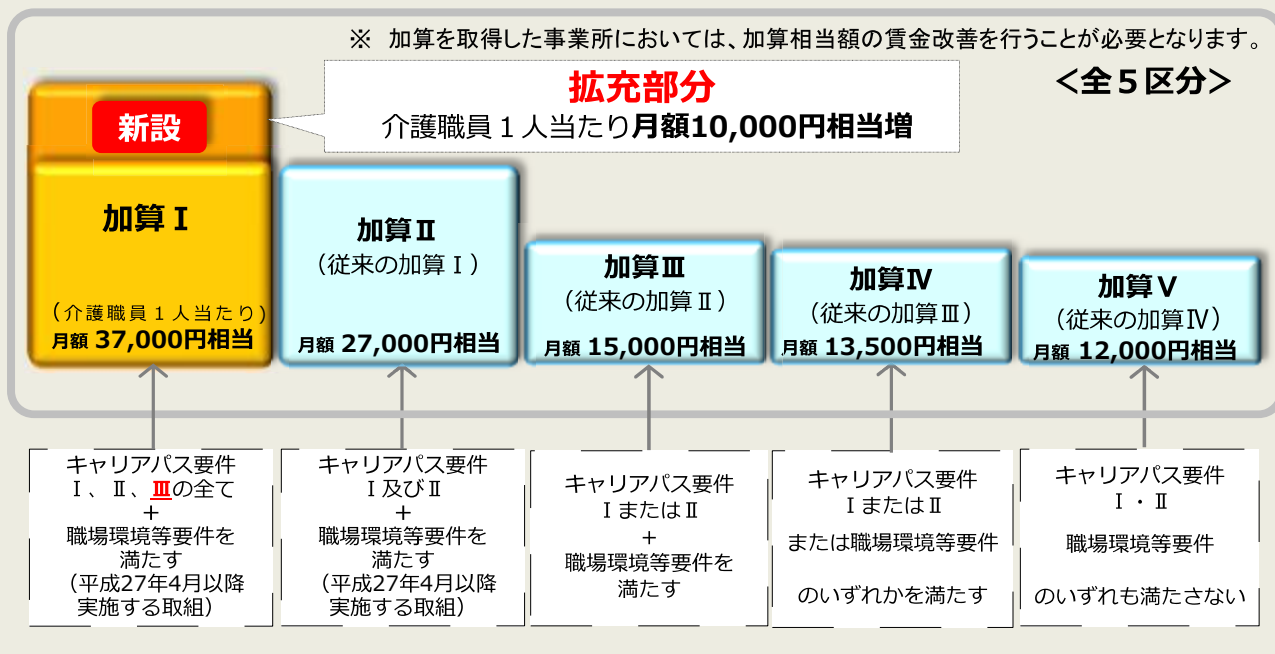 ※ 加算を取得した事業所においては、加算相当額の賃金改善を行うことが必要となります。
＜全５区分＞
拡充部分
介護職員１人当たり月額10,000円相当増
新設
加算Ⅰ
（介護職員１人当たり）
月額 37,000円相当
加算Ⅱ
（従来の加算Ⅰ）
月額 27,000円相当
加算Ⅲ
（従来の加算Ⅱ）
月額 15,000円相当
加算Ⅳ
（従来の加算Ⅲ）
月額 13,500円相当
加算Ⅴ
（従来の加算Ⅳ）
月額 12,000円相当
キャリアパス要件
Ⅰ、Ⅱ、Ⅲの全て
+
職場環境等要件を
満たす
（平成27年4月以降
実施する取組）
キャリアパス要件
Ⅰ及びⅡ
+
職場環境等要件を
満たす
（平成27年4月以降
実施する取組）
キャリアパス要件
ⅠまたはⅡ
+
職場環境等要件を
満たす
キャリアパス要件
ⅠまたはⅡ
または職場環境等要件
のいずれかを満たす
キャリアパス要件
Ⅰ・Ⅱ
職場環境等要件
のいずれも満たさない